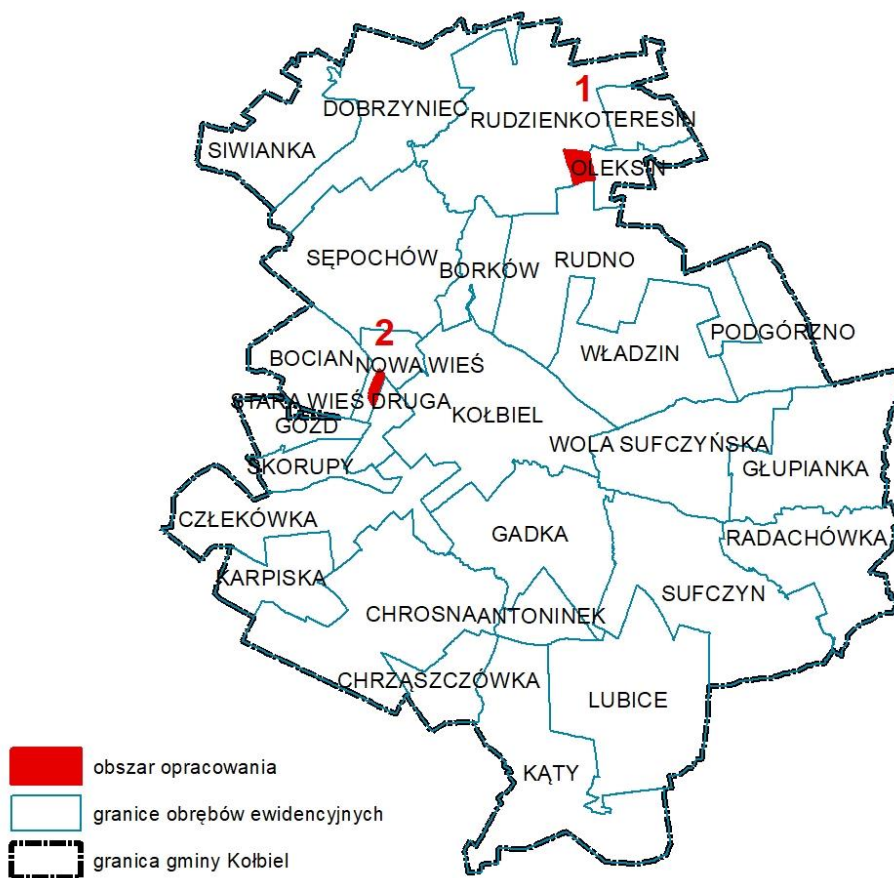 1
DOBRZYNIEC
RUDZIENKO
TERESIN
SIWIANKA
OLEKSIN
SĘPOCHÓW
BORKÓW
RUDNO
2
PODGÓRZNO
BOCIAN
NOWA WIEŚ
WŁADZIN
STARA WIEŚ DRUGA
KOŁBIEL
GÓZD
WOLA SUFCZYŃSKA
SKORUPY
GŁUPIANKA
CZŁEKÓWKA
GADKA
RADACHÓWKA
KARPISKA
CHROSNA
ANTONINEK
SUFCZYN
CHRZĄSZCZÓWKA
LUBICE
KĄTY
obszar opracowania
granice obrębów ewidencyjnych
granica gminy Kołbiel